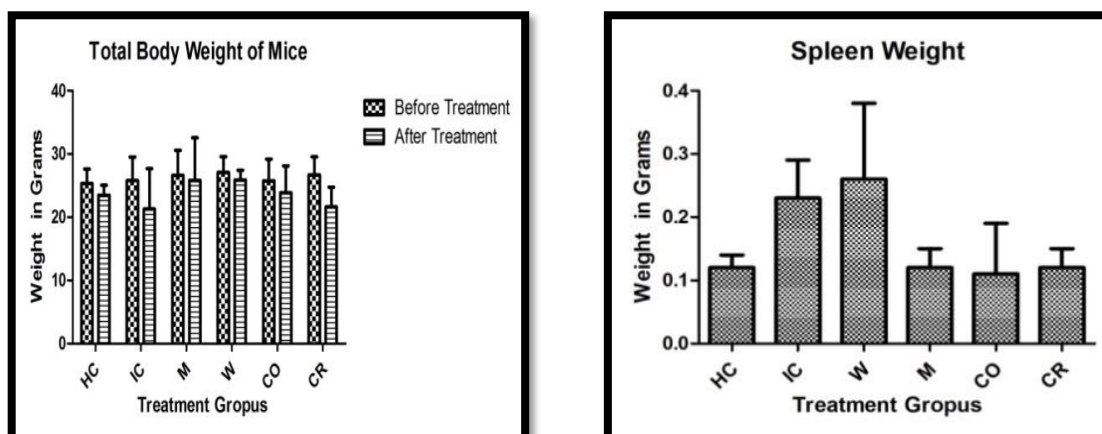 Total Body Weight of Mice
Weight in Grams
40
30
20
10
0
HC IC M W CO CR
Treatment Gropus
Before Treatment
After Treatment
Spleen Weight
Weight in Grams
0.4
0.3
0.2
0.1
0.0
HC IC W M CO CR
Treatment Gropus